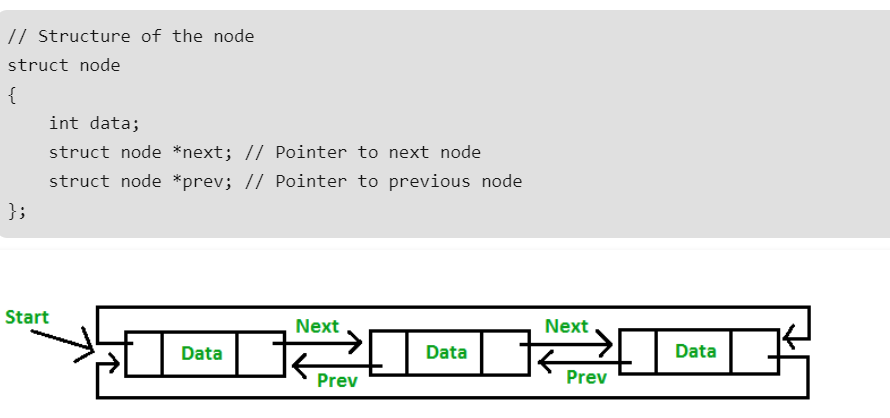 // Structure of the node
struct node
{
    int data;
    struct node *next; // Pointer to next node
    struct node *prev; // Pointer to previous node
};
Start
Next
Next
Data
Data
Data
Prev
Prev